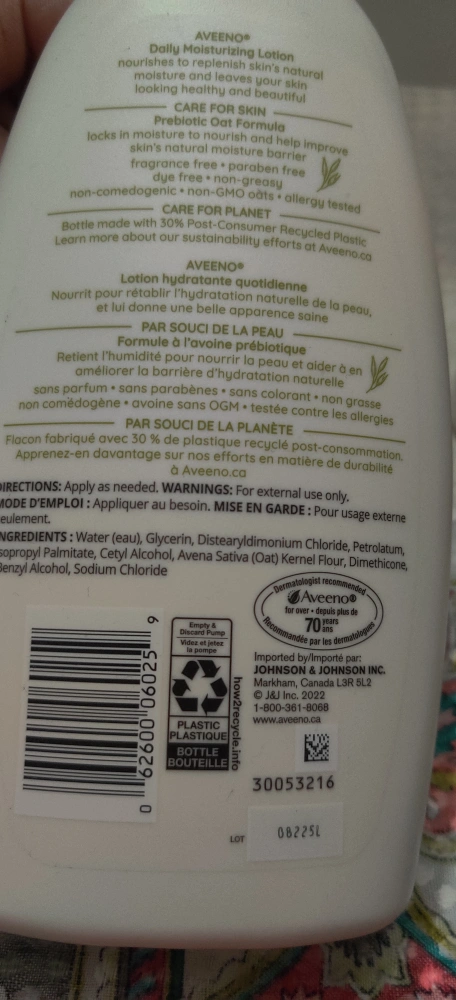 AVEENO®
Daily Moisturizing Lotion
nourishes to replenish skin's natural
moisture and leaves your skin
looking healthy and beautiful
CARE FOR SKIN
Prebiotic Oat Formula
locks in moisture to nourish and help improve
skin's natural moisture barrier
fragrance free • paraben free
dye free • non-greasy
non-comedogenic • non-GMO oats • allergy tested
CARE FOR PLANET
Bottle made with 30% Post-Consumer Recycled Plastic
Learn more about our sustainability efforts at Aveeno.ca
AVEENO®
Lotion hydratante quotidienne
Nourrit pour rétablir l'hydratation naturelle de la peau,
et lui donne une belle apparence saine
PAR SOUCI DE LA PEAU
Formule à l'avoine prébiotique
Retient l'humidité pour nourrir la peau et aider à en
améliorer la barrière d'hydratation naturelle
sans parfum • sans parabènes • sans colorant • non grasse
non comédogène • avoine sans OGM • testée contre les allergies
PAR SOUCI DE LA PLANÈTE
Flacon fabriqué avec 30 % de plastique recyclé post-consommation.
Apprenez-en davantage sur nos efforts en matière de durabilité
à Aveeno.ca
DIRECTIONS: Apply as needed. WARNINGS: For external use only.
MODE D'EMPLOI : Appliquer au besoin. MISE EN GARDE : Pour usage externe
seulement.
INGREDIENTS : Water (eau), Glycerin, Distearyldimonium Chloride, Petrolatum,
Isopropyl Palmitate, Cetyl Alcohol, Avena Sativa (Oat) Kernel Flour, Dimethicone,
Benzyl Alcohol, Sodium Chloride
Dermatologist recommended
Aveeno®
for over • depuis plus de
70 years
ans
Recommandée par les dermatologues
Imported by/Importé par:
JOHNSON & JOHNSON INC.
Markham, Canada L3R 5L2
© J&J Inc. 2022
1-800-361-8068
www.aveeno.ca
30053216
LOT 08225L
Empty &
Discard Pump
Videz et jetez
la pompe
PLASTIC
PLASTIQUE
BOTTLE
BOUTEILLE
how2recycle.info
0 62600 06025 9